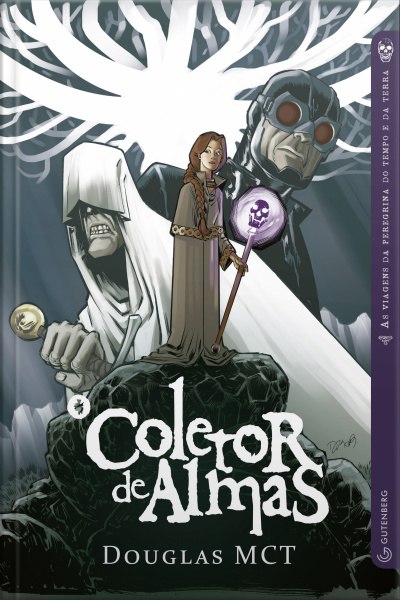 O
COLETOR
de ALMAS
DOUGLAS MCT
AS VIAGENS DA PEREGRINA DO TEMPO E DA TERRA
GUTENBERG